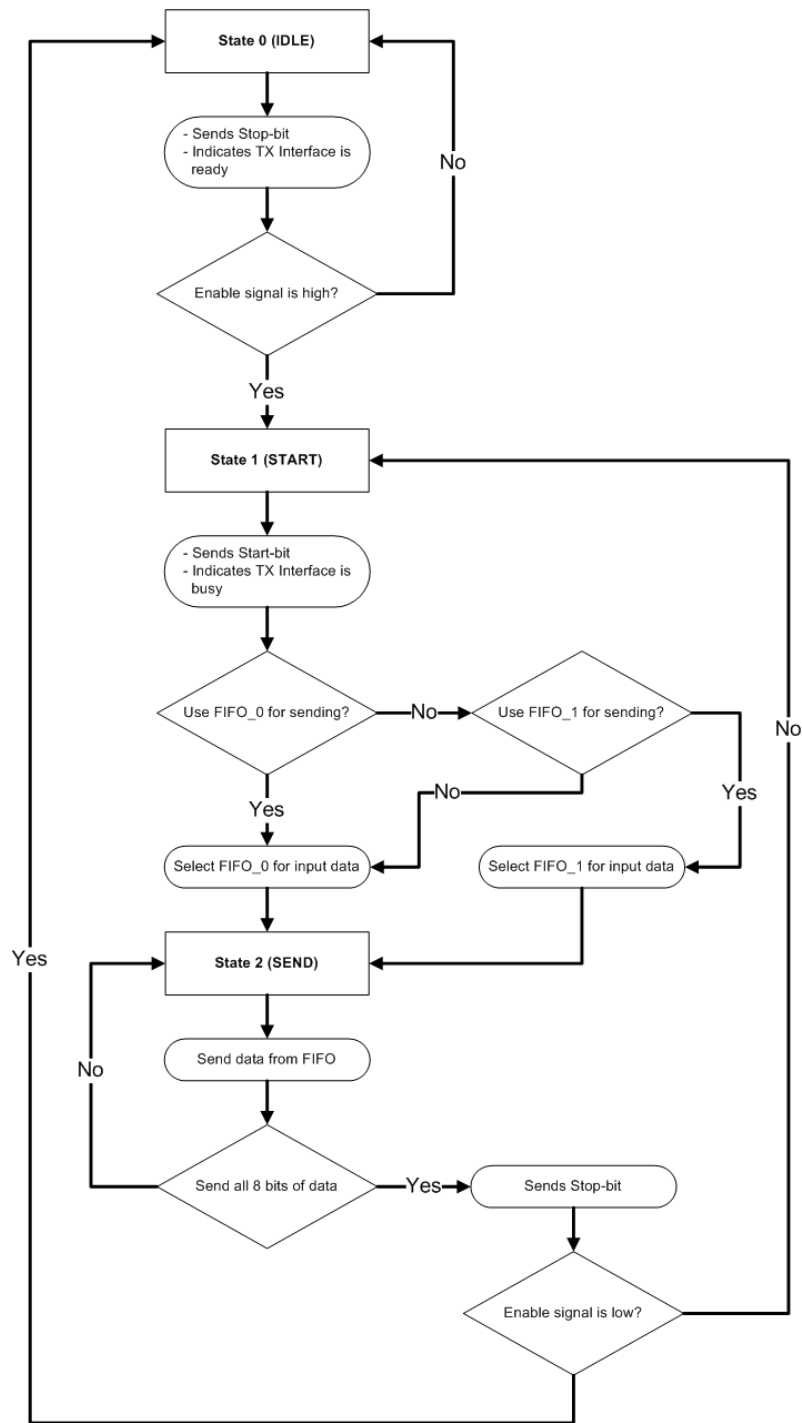 State 0 (IDLE)
- Sends Stop-bit
- Indicates TX Interface is
ready
No
Enable signal is high?
Yes
State 1 (START)
- Sends Start-bit
- Indicates TX Interface is
busy
Use FIFO_0 for sending?
No
Use FIFO_1 for sending?
No
Yes
No
Yes
Select FIFO_0 for input data
Select FIFO_1 for input data
Yes
State 2 (SEND)
Send data from FIFO
No
Send all 8 bits of data
Yes
Sends Stop-bit
Enable signal is low?